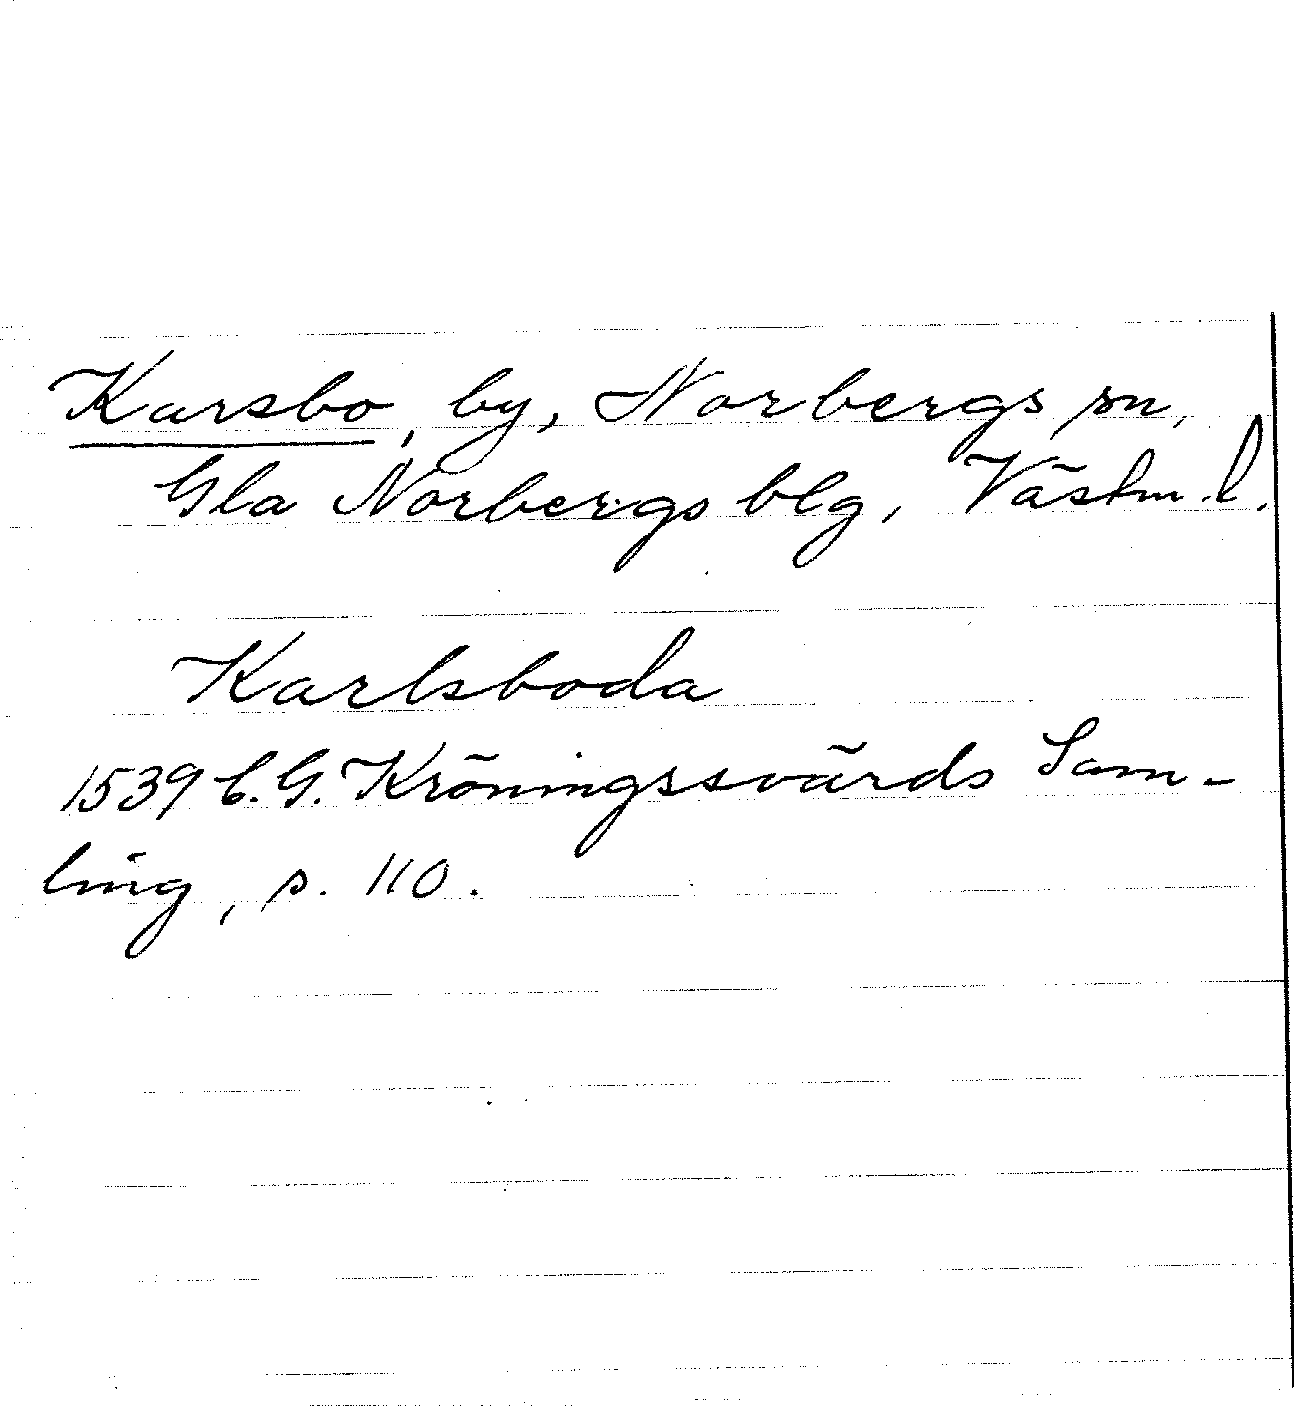 Karsbo, by, Norbergs sn,
Gla Norbergs blg, Västm. l.
Karlsboda
1539 C. G. Kröningssvärds Sam-
ling, s. 110.